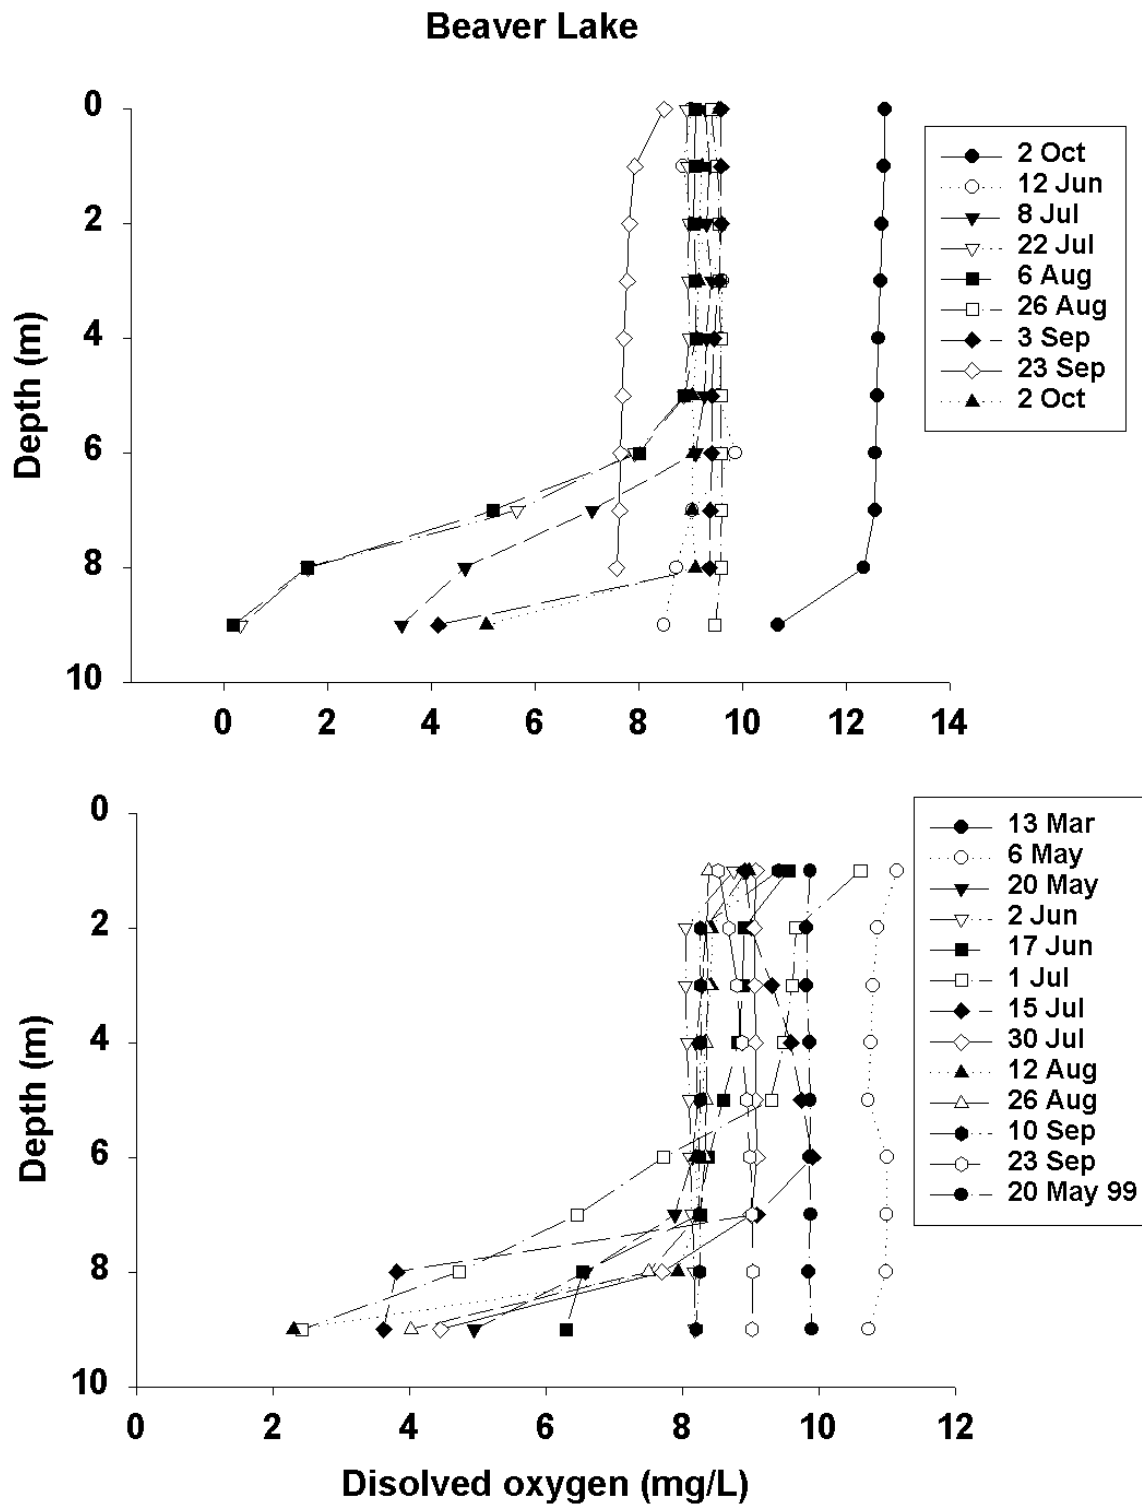 Beaver Lake
0
2
4
6
8
10
Depth (m)
0 2 4 6 8 10 12 14
2 Oct
12 Jun
8 Jul
22 Jul
6 Aug
26 Aug
3 Sep
23 Sep
2 Oct
0
2
4
6
8
10
Depth (m)
0 2 4 6 8 10 12
Disolved oxygen (mg/L)
13 Mar
6 May
20 May
2 Jun
17 Jun
1 Jul
15 Jul
30 Jul
12 Aug
26 Aug
10 Sep
23 Sep
20 May 99